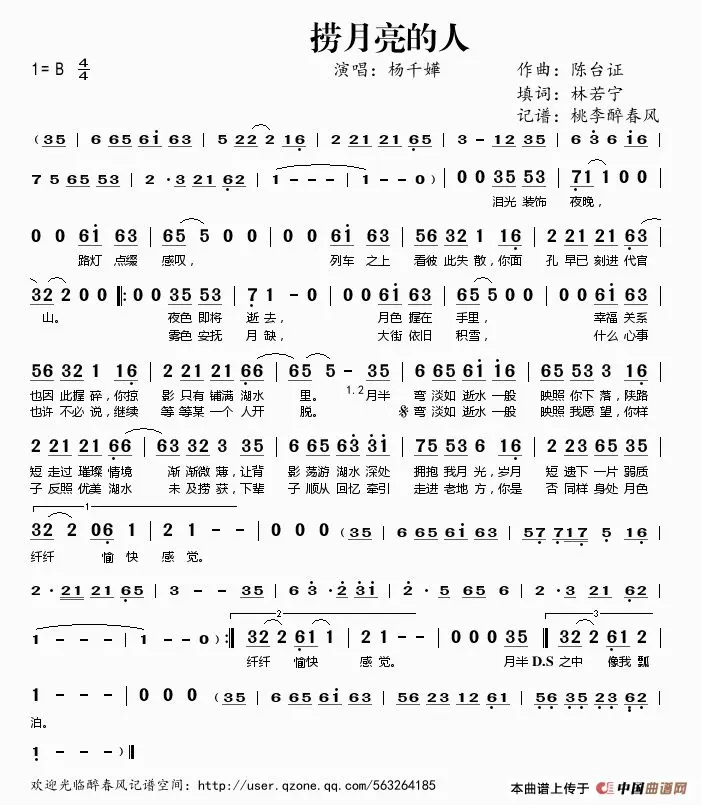 捞月亮的人
1= B 4/4 演唱：杨千嬅 作曲：陈台证
填词：林若宁
记谱：桃李醉春风
( 35 | 6 65 61 63 | 5 22 2 16 | 2 21 21 65 | 3 - 12 35 | 6 3 6 16 |
7 5 65 53 | 2 · 3 21 62 | 1 - - - | 1 - - 0 ) | 0 0 35 53 | 71 1 0 0 |
泪光 装饰 夜晚，
0 0 61 63 | 65 5 0 0 | 0 0 61 63 | 56 32 1 16 | 2 21 21 63 |
路灯 点缀 感叹， 列车 之上 看彼 此失 散，你面 孔 早已 刻进 代官
32 2 0 0 ‖: 0 0 35 53 | 7 1 - 0 | 0 0 61 63 | 65 5 0 0 | 0 0 61 63 |
山。 夜色 即将 逝 去， 月色 握在 手里， 幸福 关系
雾色 安抚 月 缺， 大街 依旧 积雪， 什么 心事
56 32 1 16 | 2 21 21 66 | 65 5 - 35 | 6 65 61 63 | 56 32 1 16 |
也因 此握 碎，你掠 影 只有 铺满 湖水 里。 1.2 月半 弯 淡如 逝水 一般 映照 你下 落，陕路
也许 不必 说，继续 等 等某 一个 人开 脱。 𝄋 弯 淡如 逝水 一般 映照 我愿 望，你样
2 21 21 66 | 63 32 3 35 | 6 65 63 31 | 75 53 6 16 | 2 23 65 35 |
短 走过 璀璨 情境 渐 渐微 薄，让背 影 荡游 湖水 深处 拥抱 我月 光，岁月 短 遗下 一片 弱质
子 反照 优美 湖水 未 及捞 获，下辈 子 顺从 回忆 牵引 走进 老地 方，你是 否 同样 身处 月色
1
32 2 06 1 | 2 1 - - | 0 0 0 ( 35 | 6 65 61 63 | 57 717 5 16 |
纤纤 愉 快 感 觉。
2 · 21 21 65 | 3 - - 35 | 6 3 · 2 31 | 2 · 5 65 6 | 2 · 3 21 62 |
2 3
1 - - - | 1 - - 0 ) :‖ 32 2 61 1 | 2 1 - - | 0 0 0 35 ‖ 32 2 61 2 |
纤纤 愉快 感 觉。 月半 D.S 之中 像我 瓢
1 - - | 0 0 0 ( 35 | 6 65 61 63 | 56 23 12 61 | 56 35 23 62 |
泊。
1 - - - ) ‖
欢迎光临醉春风记谱空间：http://user.qzone.qq.com/563264185
本曲谱上传于 中国曲谱网